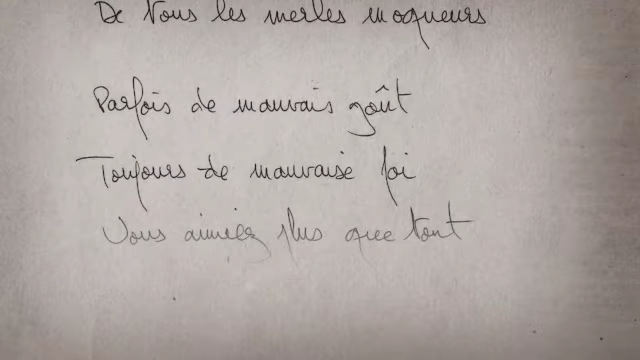 De tous les merles moqueurs
Parfois de mauvais goût
Toujours de mauvaise foi
Vous aimiez plus que tout